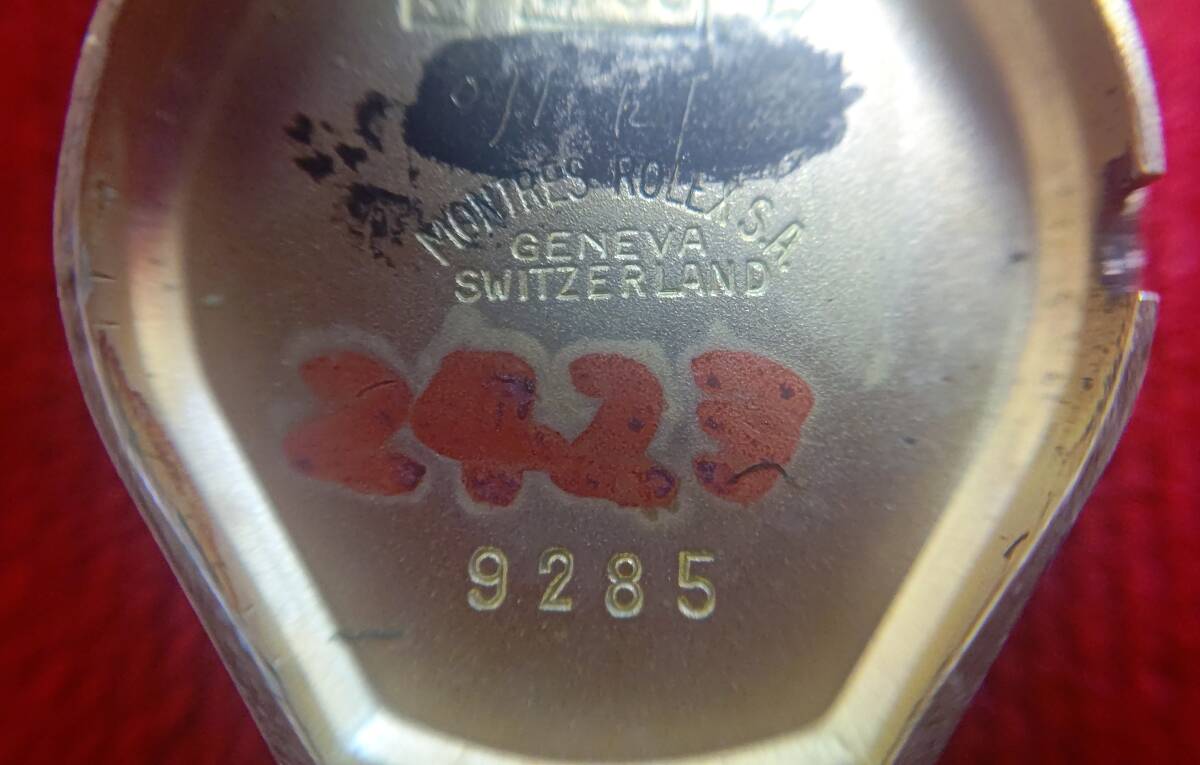 MONTRES ROLEX S.A.
GENEVA
SWITZERLAND
2423
9285